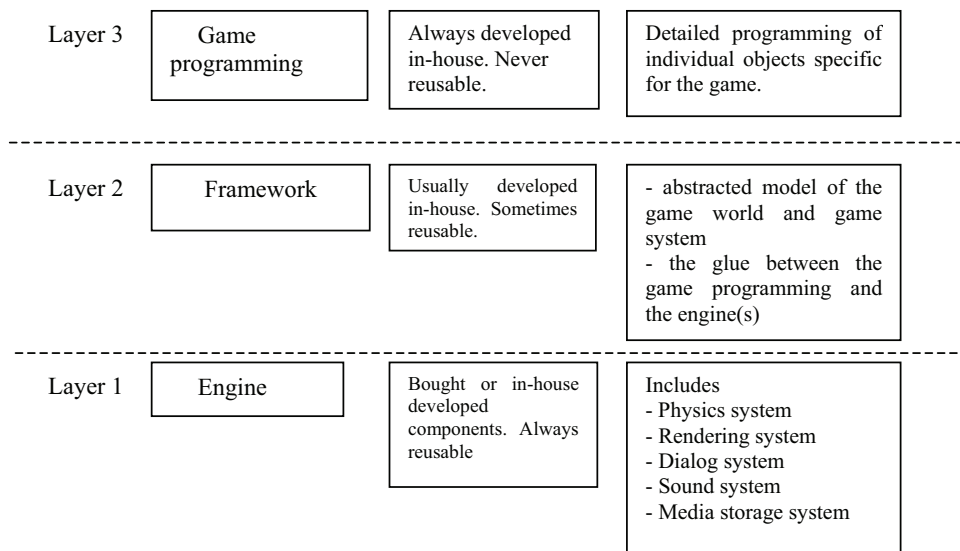 Layer 3
Game
programming
Always developed
in-house. Never
reusable.
Detailed programming of
individual objects specific
for the game.
Layer 2
Framework
Usually developed
in-house. Sometimes
reusable.
- abstracted model of the
game world and game
system
- the glue between the
game programming and
the engine(s)
Layer 1
Engine
Bought or in-house
developed
components. Always
reusable
Includes
- Physics system
- Rendering system
- Dialog system
- Sound system
- Media storage system